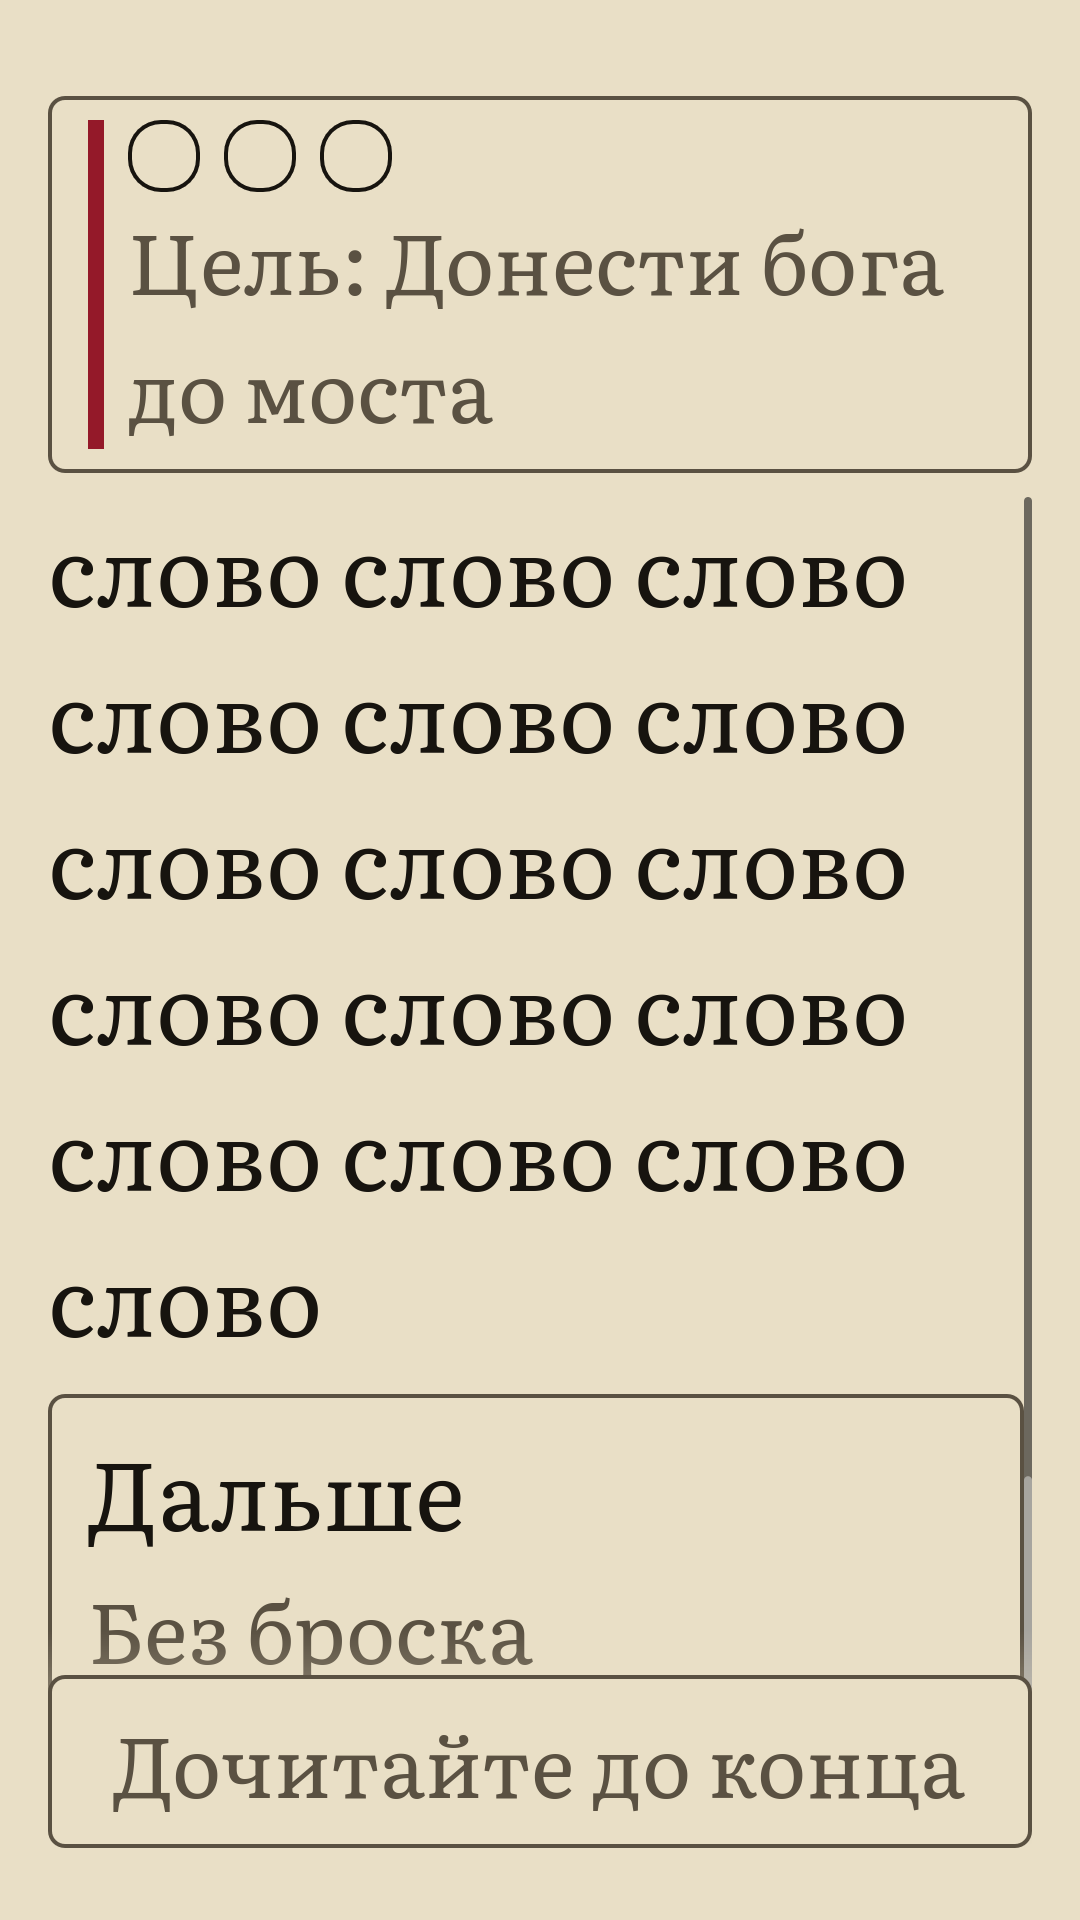 Цель: Донести бога
до моста
слово слово слово
слово слово слово
слово слово слово
слово слово слово
слово слово слово
слово
Дальше
Без броска
Дочитайте до конца